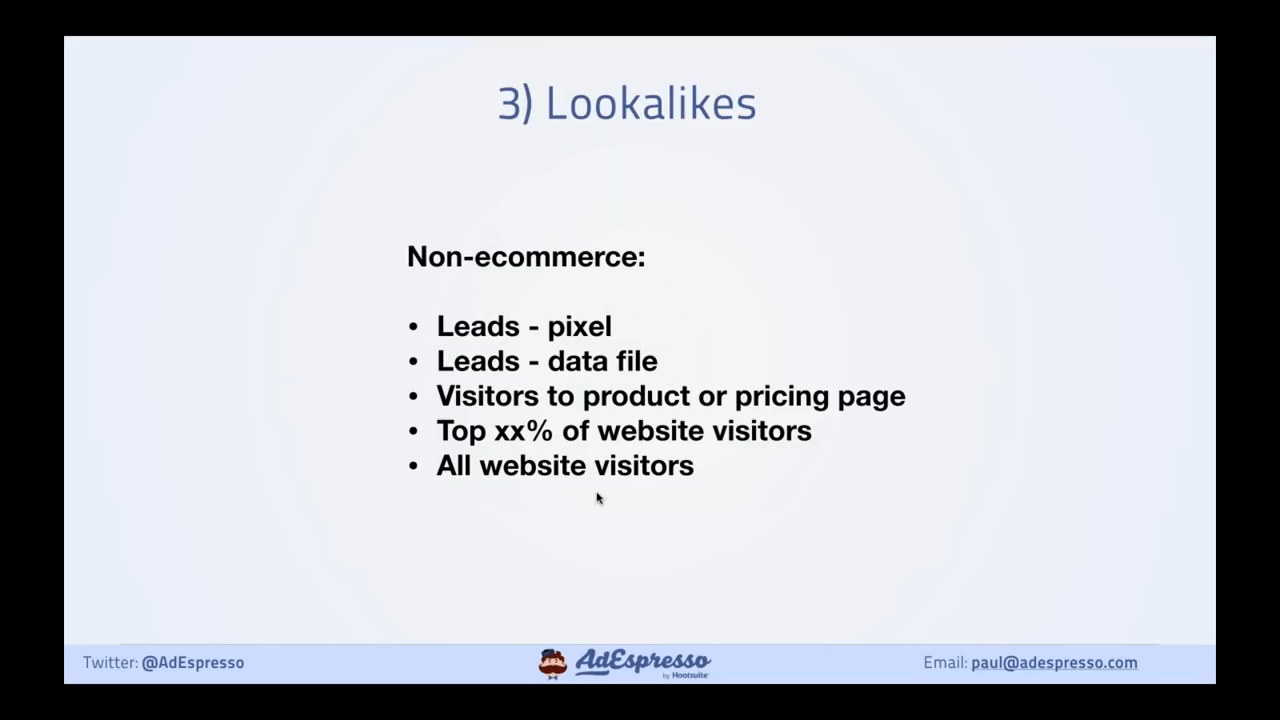 3) Lookalikes
Non-ecommerce:
• Leads - pixel
• Leads - data file
• Visitors to product or pricing page
• Top xx% of website visitors
• All website visitors
Twitter: @AdEspresso
AdEspresso
by Hootsuite
Email: paul@adespresso.com